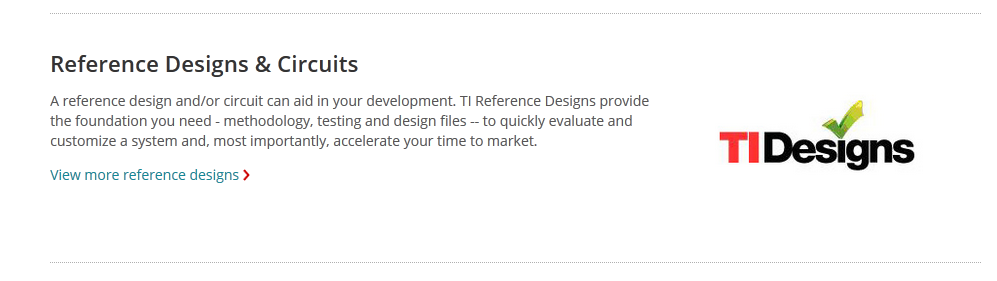 Reference Designs & Circuits
A reference design and/or circuit can aid in your development. TI Reference Designs provide
the foundation you need - methodology, testing and design files -- to quickly evaluate and
customize a system and, most importantly, accelerate your time to market.
View more reference designs
TI Designs